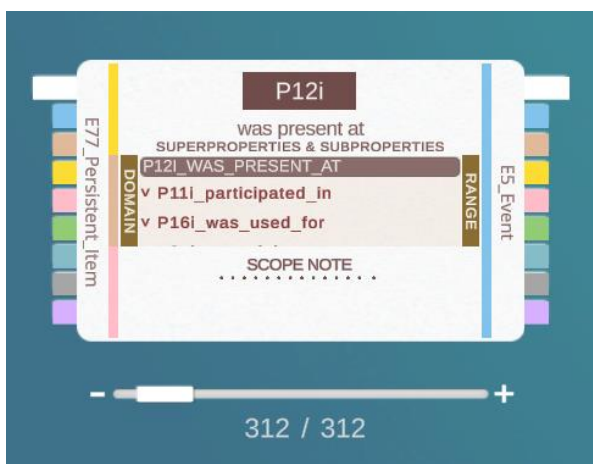 P12i
was present at
SUPERPROPERTIES & SUBPROPERTIES
P12I_WAS_PRESENT_AT
v P11i_participated_in
v P16i_was_used_for
SCOPE NOTE
E77_Persistent_Item
DOMAIN
RANGE
E5_Event
- +
312 / 312